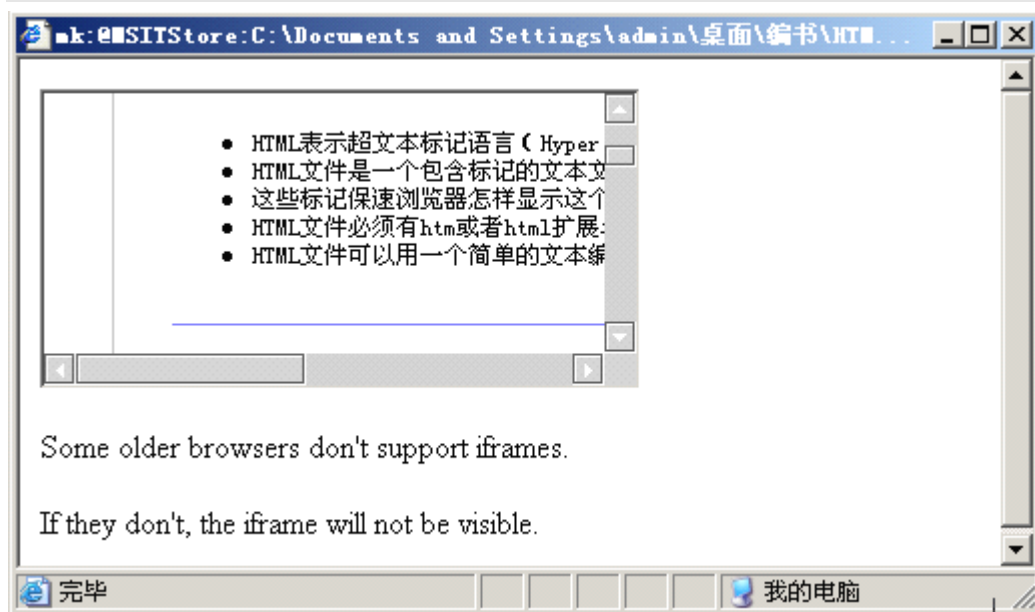 mk:@MSITStore:C:\Documents and Settings\admin\桌面\编书\HTM...
HTML表示超文本标记语言（Hyper
HTML文件是一个包含标记的文本文
这些标记保速浏览器怎样显示这个
HTML文件必须有htm或者html扩展
HTML文件可以用一个简单的文本编
Some older browsers don't support iframes.
If they don't, the iframe will not be visible.
完毕
我的电脑